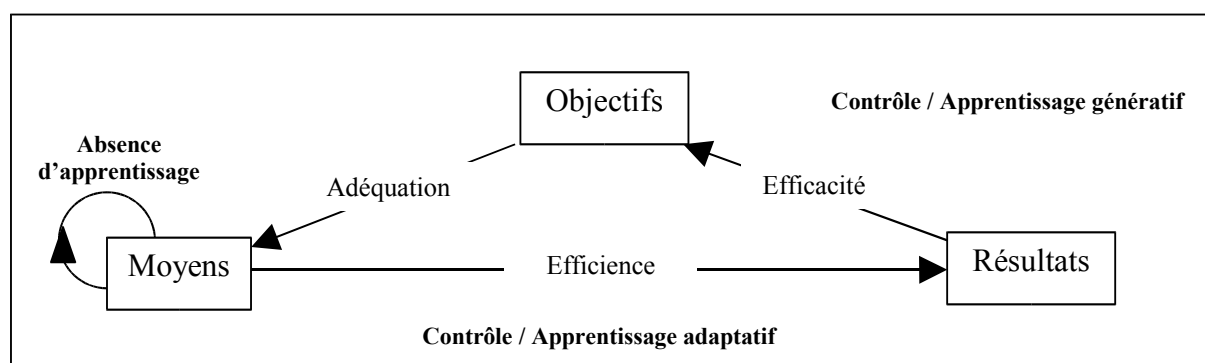 Objectifs
Contrôle / Apprentissage génératif
Absence
d’apprentissage
Adéquation
Efficacité
Moyens
Efficience
Résultats
Contrôle / Apprentissage adaptatif